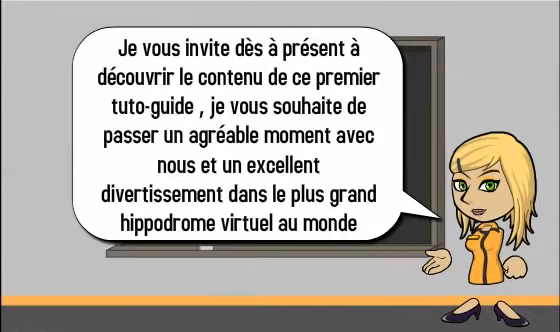 Je vous invite dès à présent à
découvrir le contenu de ce premier
tuto-guide , je vous souhaite de
passer un agréable moment avec
nous et un excellent
divertissement dans le plus grand
hippodrome virtuel au monde